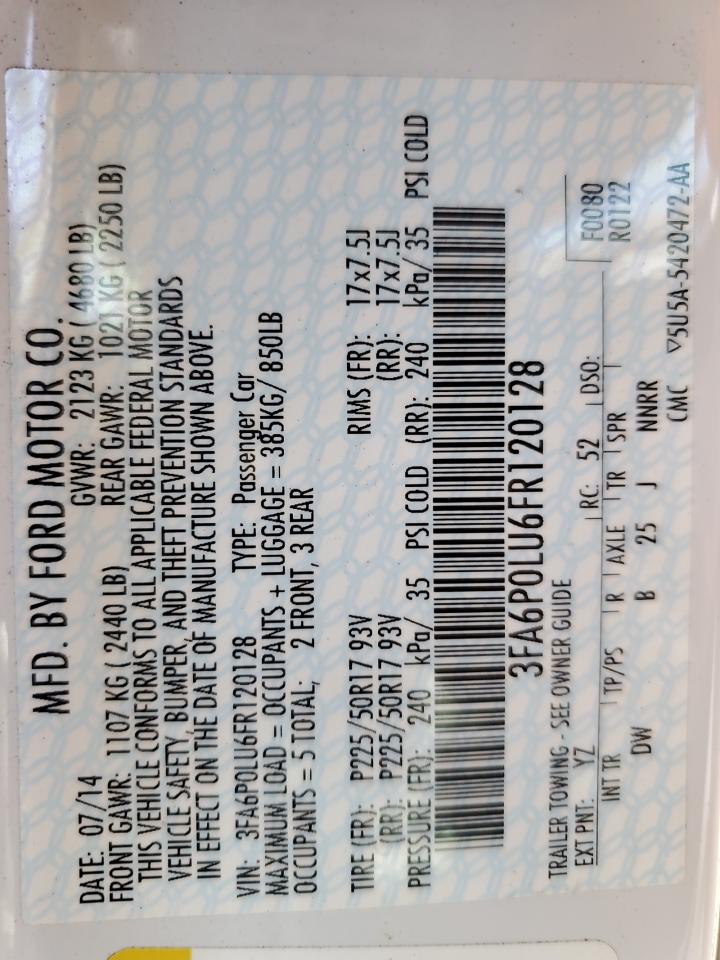 MFD. BY FORD MOTOR CO.
DATE: 07/14 GVWR: 2123 KG ( 4680 LB)
FRONT GAWR: 1107 KG ( 2440 LB) REAR GAWR: 1021 KG ( 2250 LB)
THIS VEHICLE CONFORMS TO ALL APPLICABLE FEDERAL MOTOR
VEHICLE SAFETY, BUMPER, AND THEFT PREVENTION STANDARDS
IN EFFECT ON THE DATE OF MANUFACTURE SHOWN ABOVE.
VIN: 3FA6P0LU6FR120128 TYPE: Passenger Car
MAXIMUM LOAD = OCCUPANTS + LUGGAGE = 385KG/ 850LB
OCCUPANTS = 5 TOTAL; 2 FRONT, 3 REAR
TIRE (FR): P225/50R17 93V RIMS (FR): 17x7.5J
(RR): P225/50R17 93V (RR): 17x7.5J
PRESSURE (FR): 240 kPa/ 35 PSI COLD (RR): 240 kPa/ 35 PSI COLD
3FA6P0LU6FR120128
TRAILER TOWING - SEE OWNER GUIDE F0080
EXT PNT: YZ RC: 52 DSO: R0122
INT TR TP/PS R AXLE TR SPR
DW B 25 J NNRR
CMC ▽5U5A-5420472-AA